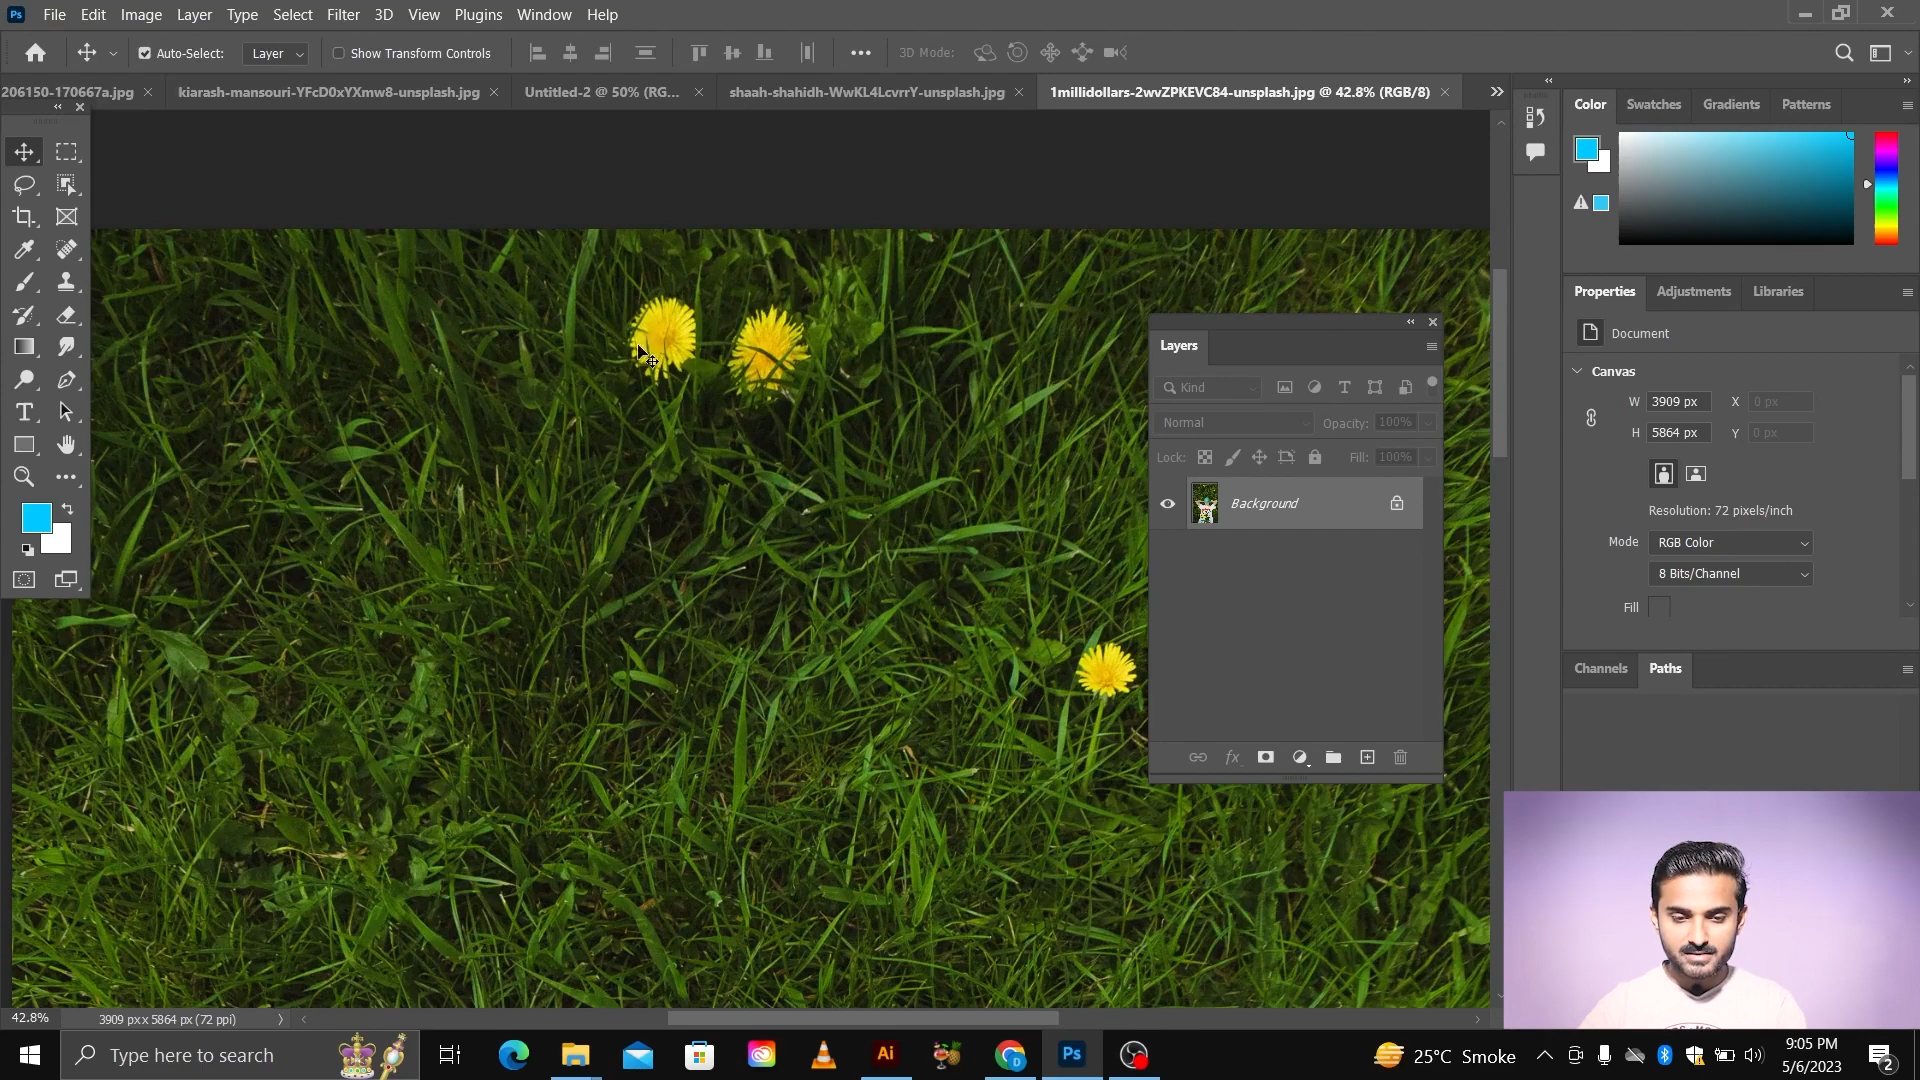 Ps File Edit Image Layer Type Select Filter 3D View Plugins Window Help
Auto-Select: Layer Show Transform Controls 3D Mode:
206150-170667a.jpg kiarash-mansouri-YFcD0xYXmw8-unsplash.jpg Untitled-2 @ 50% (RG... shaah-shahidh-WwKL4LcvrrY-unsplash.jpg 1millidollars-2wvZPKEVC84-unsplash.jpg @ 42.8% (RGB/8)
Color Swatches Gradients Patterns
Properties Adjustments Libraries
Document
Canvas
W 3909 px X 0 px
H 5864 px Y 0 px
Resolution: 72 pixels/inch
Mode RGB Color
8 Bits/Channel
Fill
Channels Paths
Layers
Kind
Normal Opacity: 100%
Lock: Fill: 100%
Background
42.8% 3909 px x 5864 px (72 ppi)
Type here to search
Ai
Ps
25°C Smoke
9:05 PM
5/6/2023
2